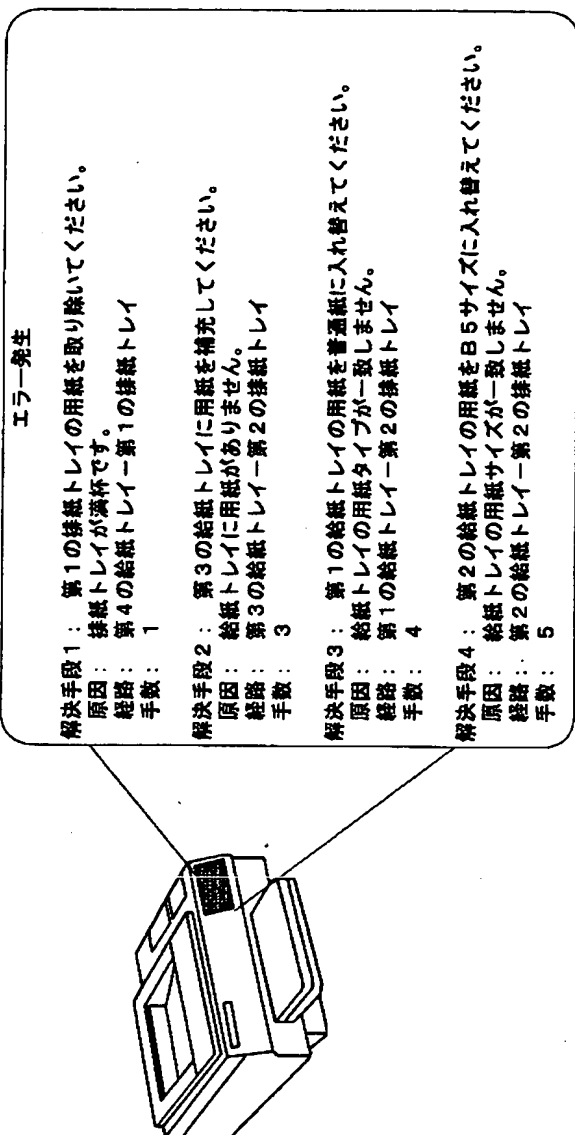 エラー発生
解決手段1： 第1の排紙トレイの用紙を取り除いてください。
原因： 排紙トレイが満杯です。
経路： 第4の給紙トレイ－第1の排紙トレイ
手数： 1
解決手段2： 第3の給紙トレイに用紙を補充してください。
原因： 給紙トレイに用紙がありません。
経路： 第3の給紙トレイ－第2の排紙トレイ
手数： 3
解決手段3： 第1の給紙トレイの用紙を普通紙に入れ替えてください。
原因： 給紙トレイの用紙タイプが一致しません。
経路： 第1の給紙トレイ－第2の排紙トレイ
手数： 4
解決手段4： 第2の給紙トレイの用紙をB5サイズに入れ替えてください。
原因： 給紙トレイの用紙サイズが一致しません。
経路： 第2の給紙トレイ－第2の排紙トレイ
手数： 5